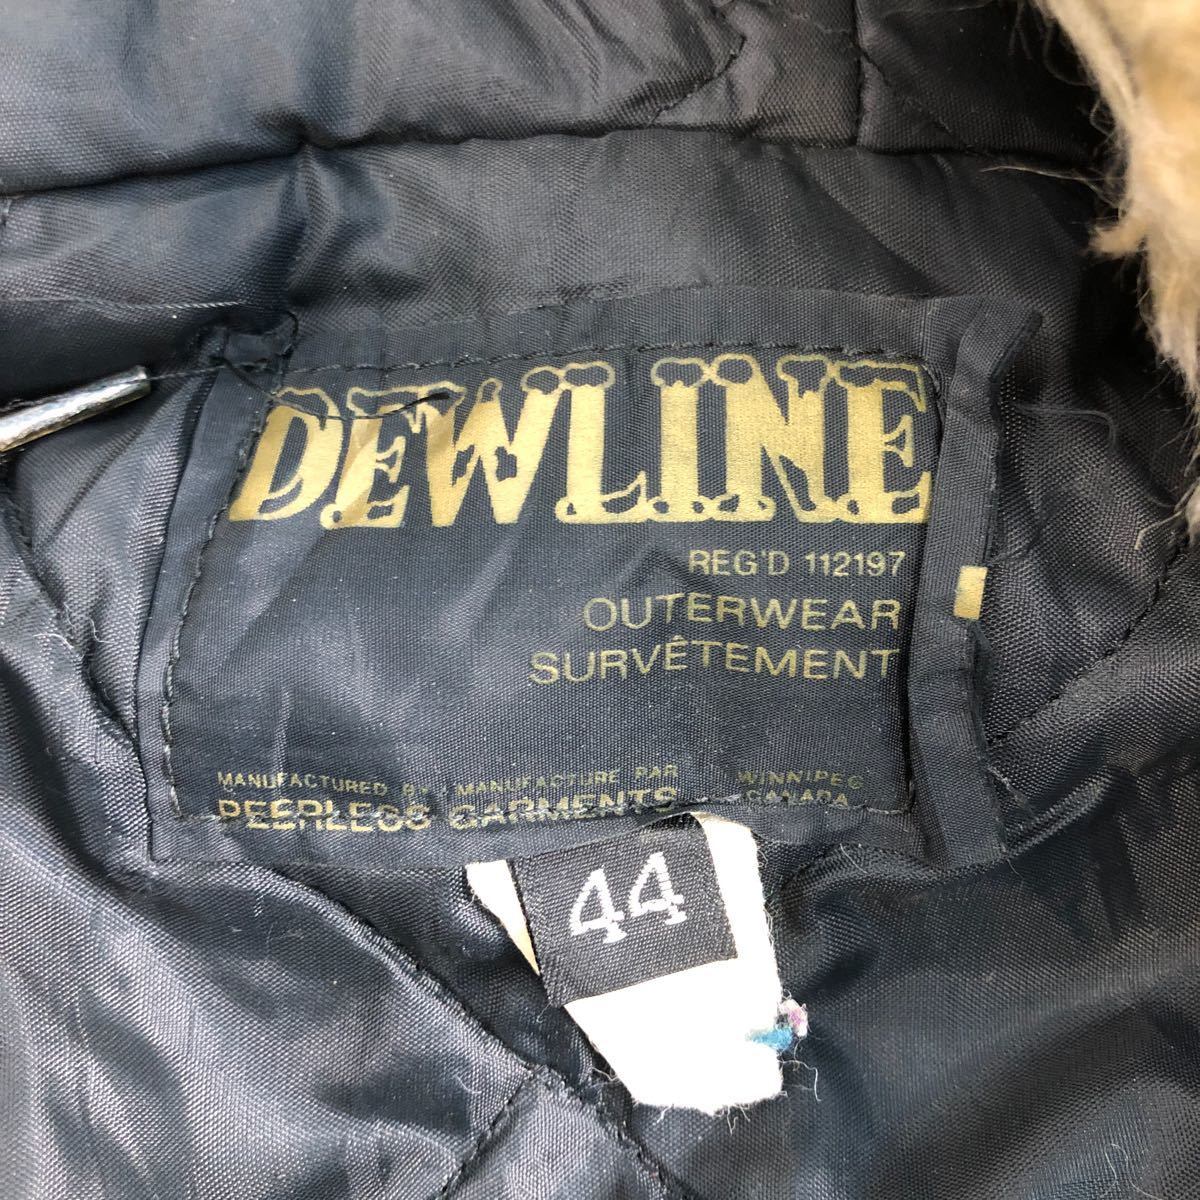 DEWLINE
REG'D 112197
OUTERWEAR
SURVÊTEMENT
MANUFACTURED BY / MANUFACTURE PAR WINNIPEG
PEERLESS GARMENTS CANADA
44